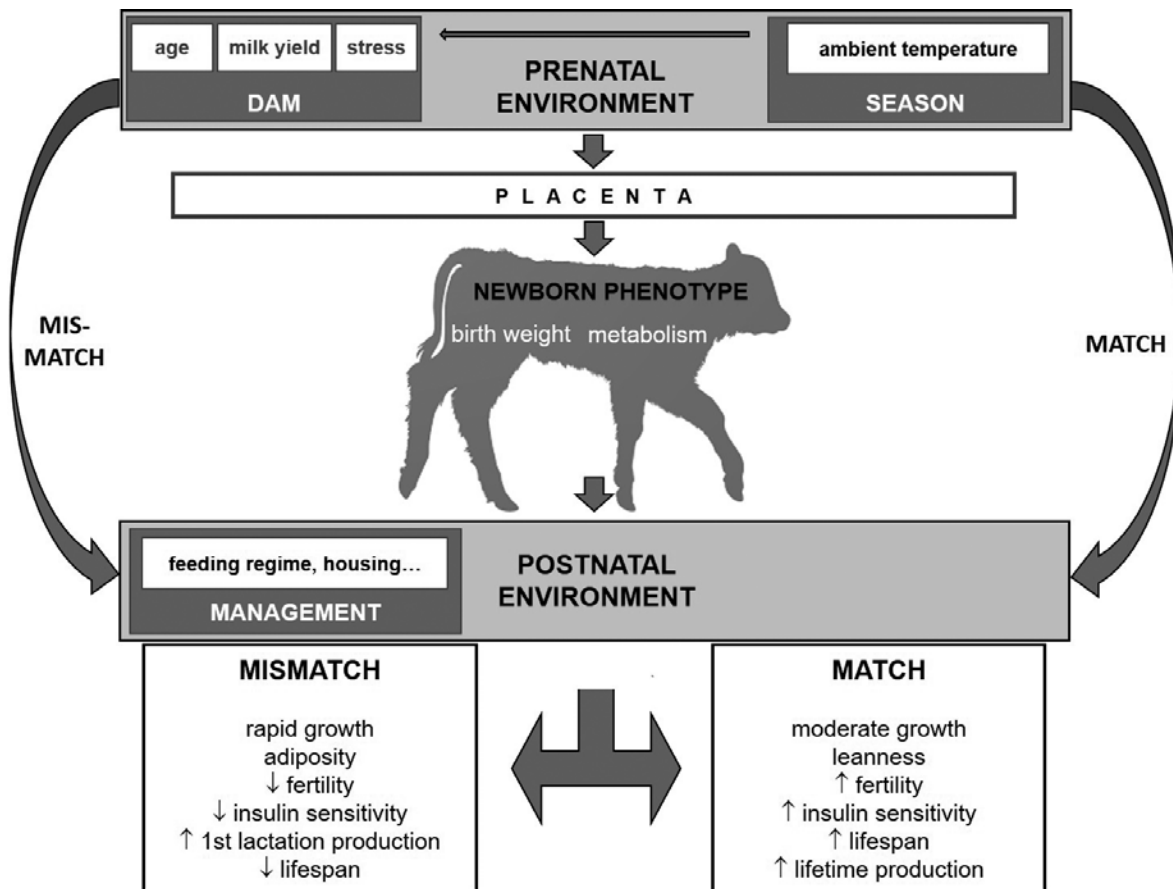 age
milk yield
stress
DAM
PRENATAL
ENVIRONMENT
ambient temperature
SEASON
PLACENTA
NEWBORN PHENOTYPE
birth weight metabolism
MIS-
MATCH
MATCH
feeding regime, housing...
MANAGEMENT
POSTNATAL
ENVIRONMENT
MISMATCH
rapid growth
adiposity
↓ fertility
↓ insulin sensitivity
↑ 1st lactation production
↓ lifespan
MATCH
moderate growth
leanness
↑ fertility
↑ insulin sensitivity
↑ lifespan
↑ lifetime production